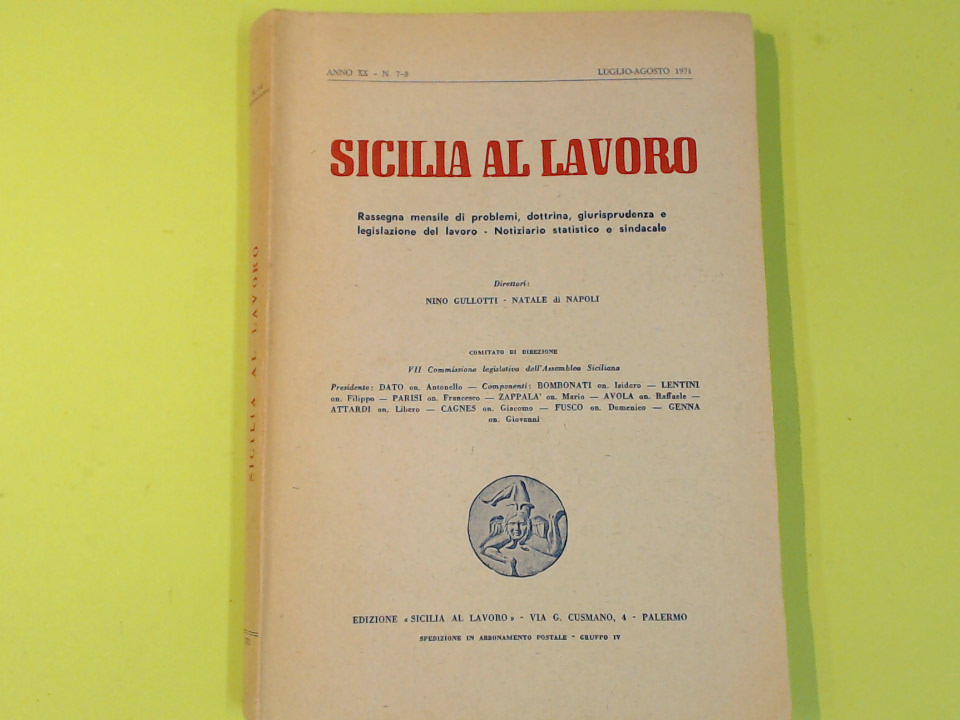 ANNO XX - N. 7-8
LUGLIO-AGOSTO 1971
SICILIA AL LAVORO
Rassegna mensile di problemi, dottrina, giurisprudenza e
legislazione del lavoro - Notiziario statistico e sindacale
Direttori:
NINO GULLOTTI - NATALE di NAPOLI
COMITATO DI DIREZIONE
VII Commissione legislativa dell'Assemblea Siciliana
Presidente: DATO on. Antonello — Componenti: BOMBONATI on. Isidoro — LENTINI
on. Filippo — PARISI on. Francesco — ZAPPALA' on. Mario — AVOLA on. Raffaele —
ATTARDI on. Libero — CAGNES on. Giacomo — FUSCO on. Domenico — GENNA
on. Giovanni
EDIZIONE «SICILIA AL LAVORO» - VIA G. CUSMANO, 4 - PALERMO
SPEDIZIONE IN ABBONAMENTO POSTALE - GRUPPO IV
SICILIA AL LAVORO